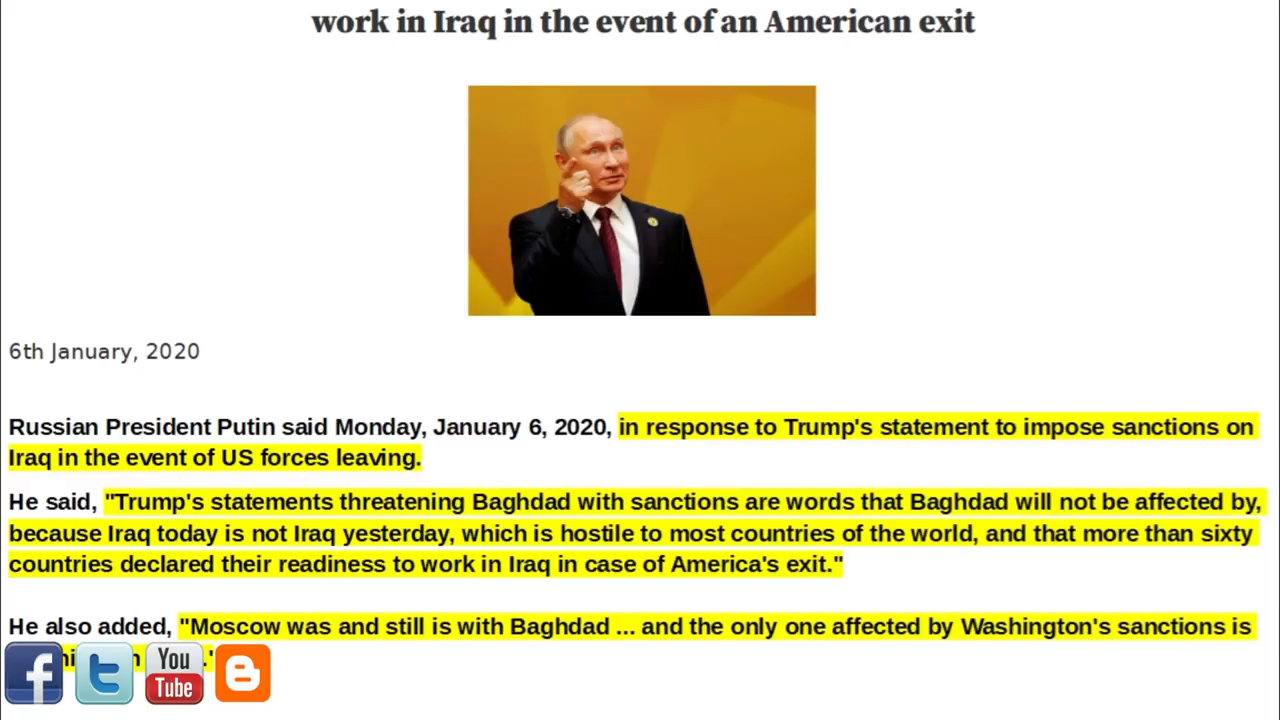 work in Iraq in the event of an American exit
6th January, 2020
Russian President Putin said Monday, January 6, 2020, in response to Trump's statement to impose sanctions on
Iraq in the event of US forces leaving.
He said, "Trump's statements threatening Baghdad with sanctions are words that Baghdad will not be affected by,
because Iraq today is not Iraq yesterday, which is hostile to most countries of the world, and that more than sixty
countries declared their readiness to work in Iraq in case of America's exit."
He also added, "Moscow was and still is with Baghdad ... and the only one affected by Washington's sanctions is
f
t
You
Tube
B